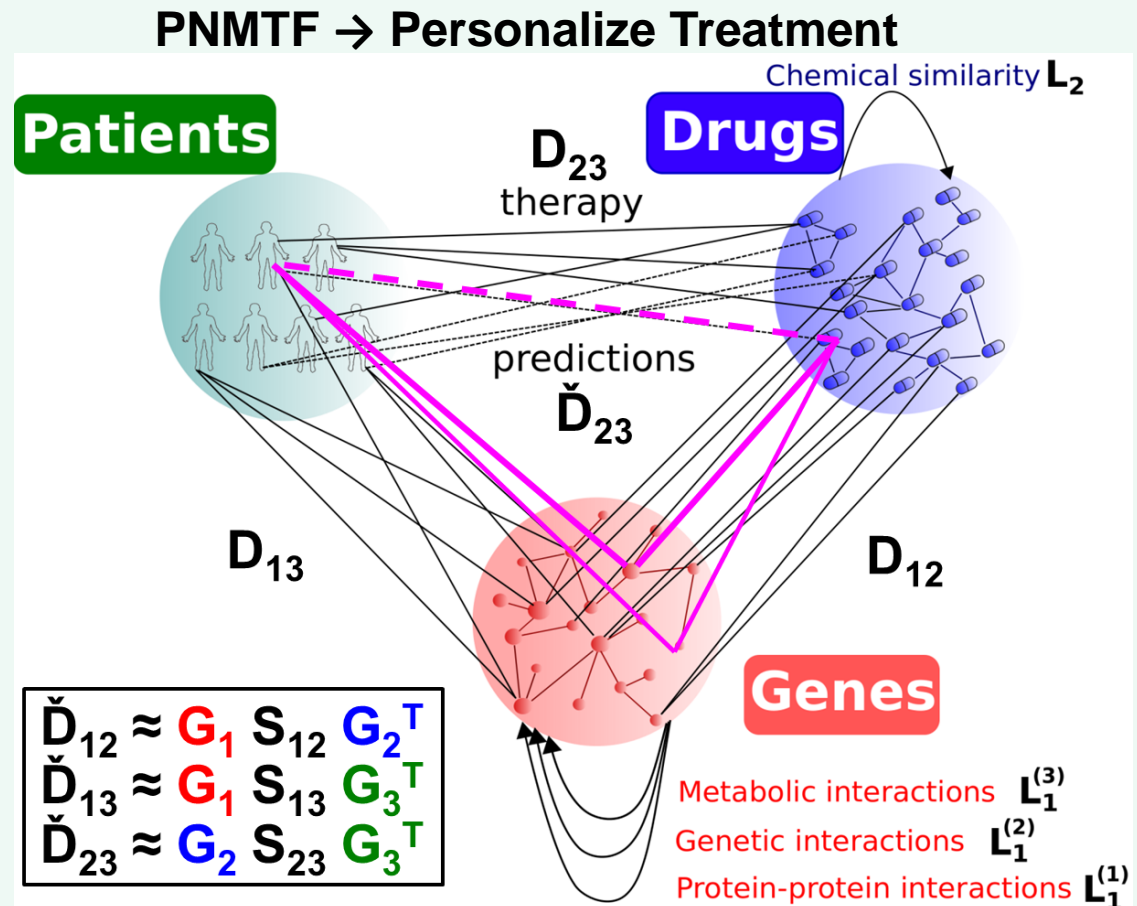 PNMTF → Personalize Treatment
Chemical similarity L₂
Patients
Drugs
D₂₃
therapy
predictions
Ď₂₃
D₁₃
D₁₂
Genes
Ď₁₂ ≈ G₁ S₁₂ G₂ᵀ
Ď₁₃ ≈ G₁ S₁₃ G₃ᵀ
Ď₂₃ ≈ G₂ S₂₃ G₃ᵀ
Metabolic interactions L₁⁽³⁾
Genetic interactions L₁⁽²⁾
Protein-protein interactions L₁⁽¹⁾